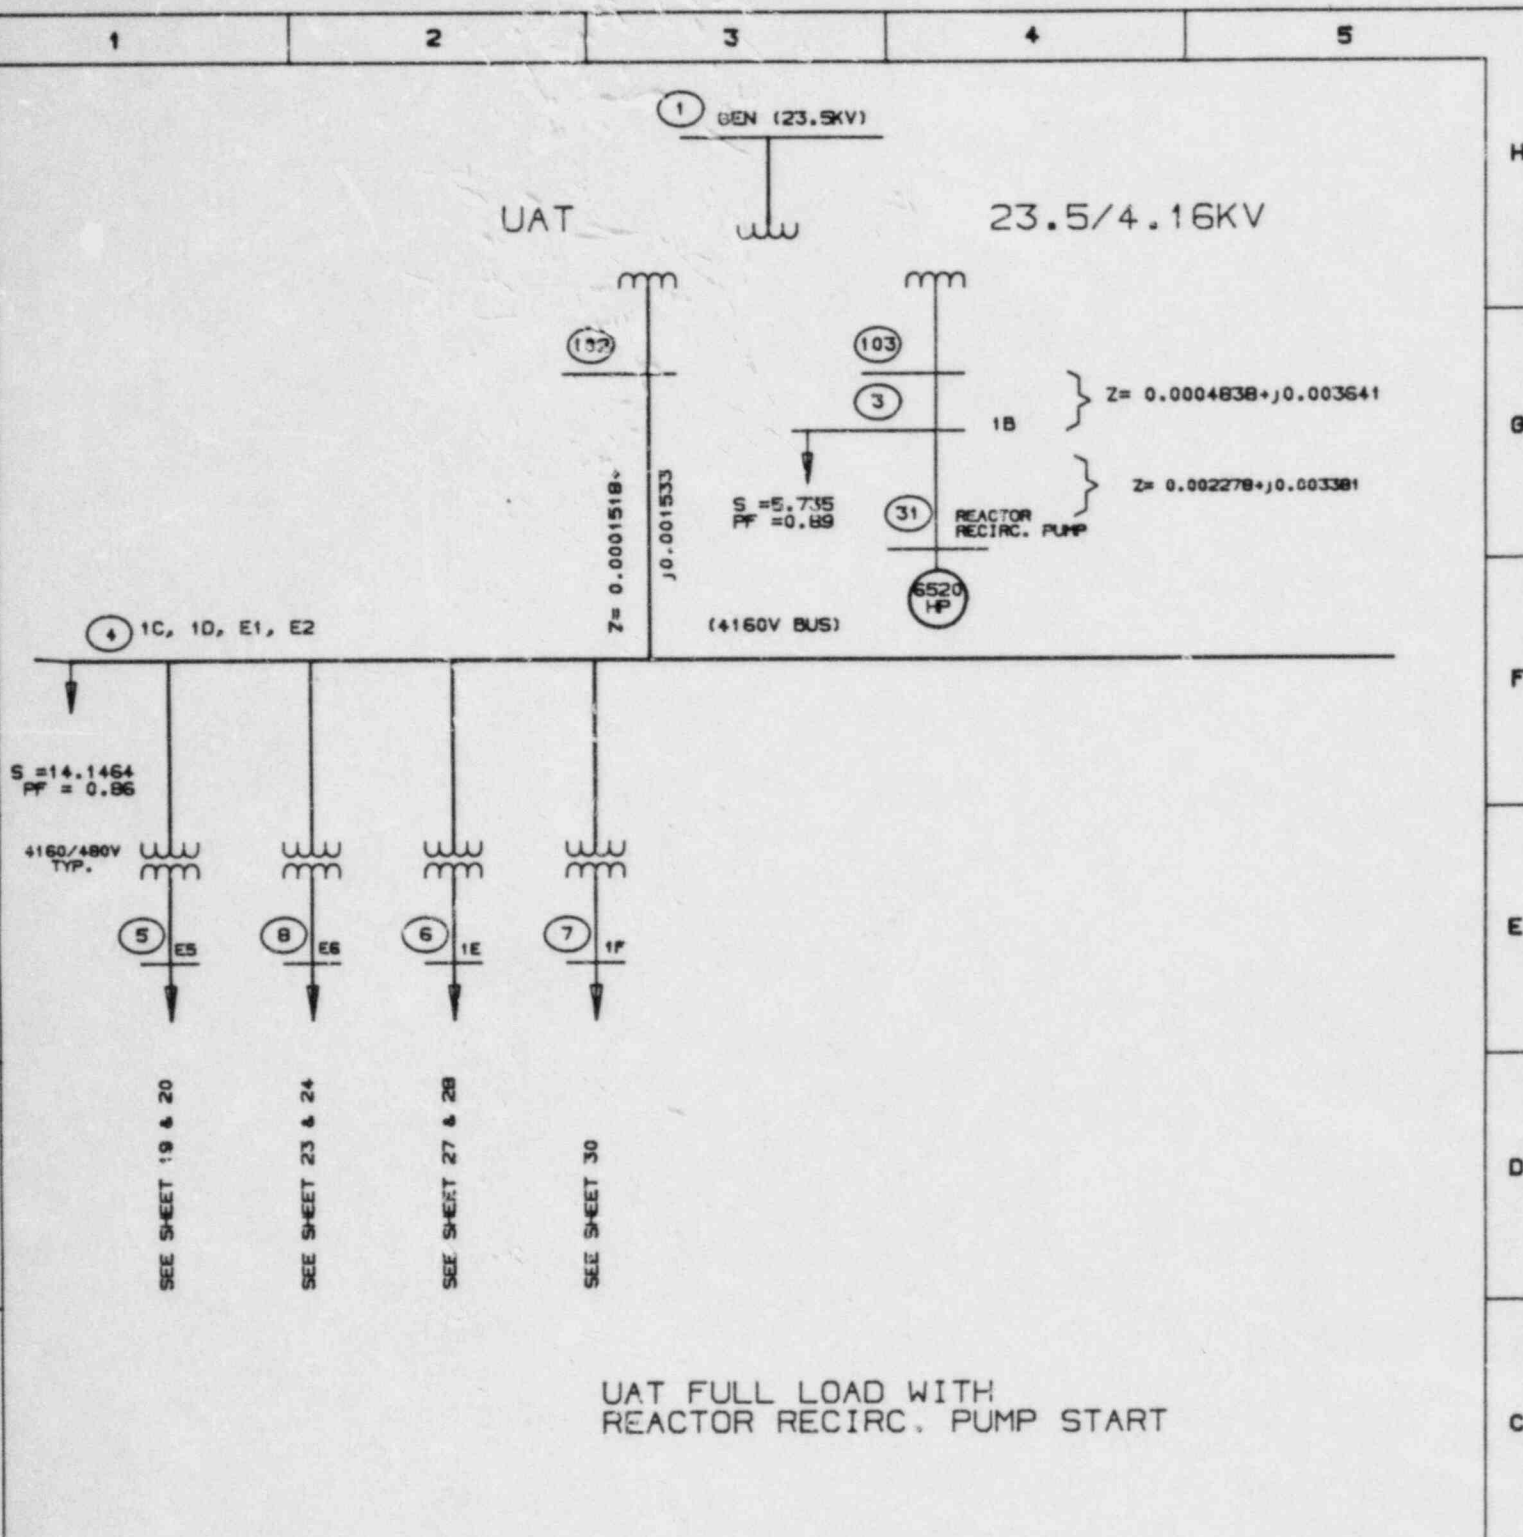 1 2 3 4 5
1 GEN (23.5KV)
H
UAT
23.5/4.16KV
102
103
Z= 0.0004838+j0.003641
3
1B
G
Z= 0.0001518+
j0.001533
Z= 0.002278+j0.003381
S =5.735
PF =0.89
31
REACTOR
RECIRC. PUMP
6520
HP
4 1C, 1D, E1, E2
(4160V BUS)
F
S =14.1464
PF = 0.86
4160/480V
TYP.
5 E5
8 E6
6 1E
7 1F
E
SEE SHEET 19 & 20
SEE SHEET 23 & 24
SEE SHEET 27 & 28
SEE SHEET 30
D
UAT FULL LOAD WITH
REACTOR RECIRC. PUMP START
C